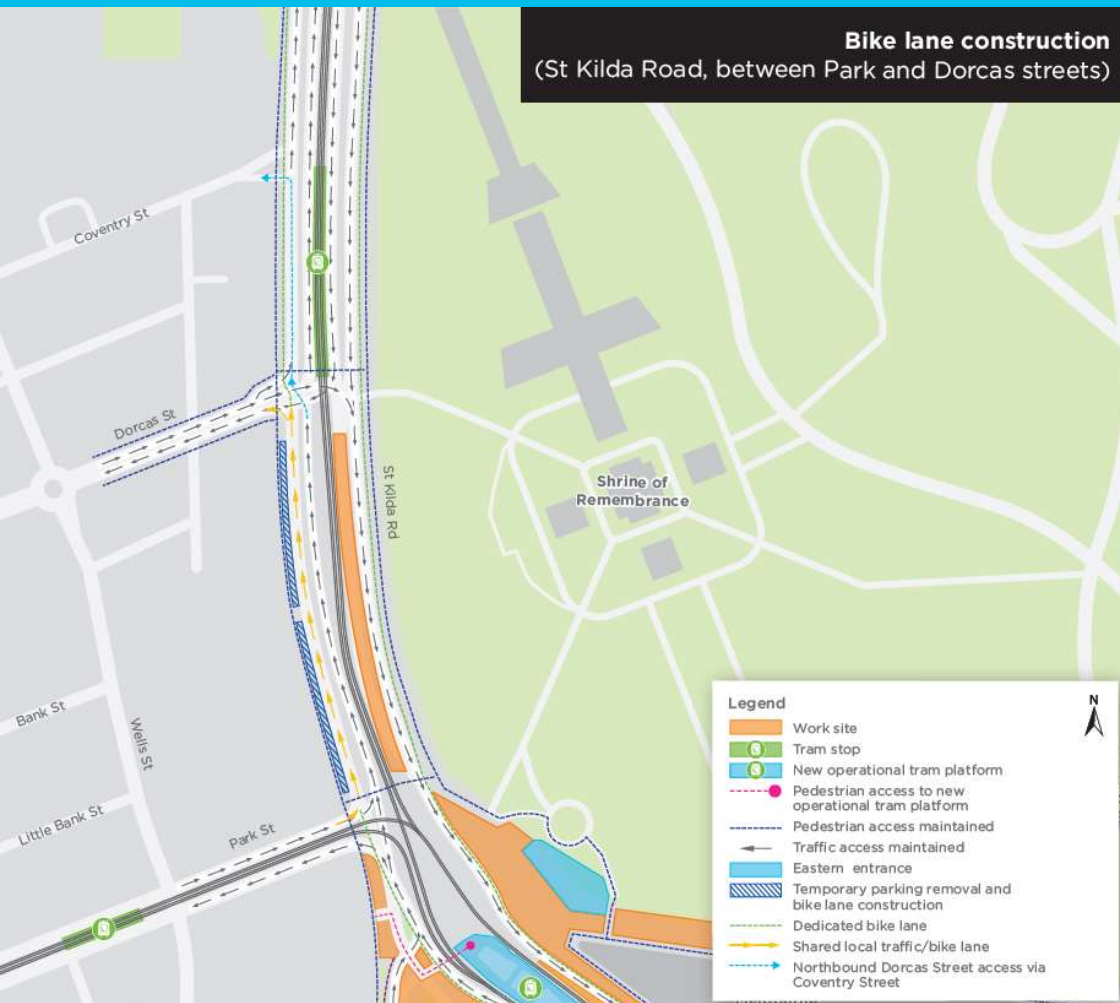 Bike lane construction
(St Kilda Road, between Park and Dorcas streets)
Coventry St
Dorcas St
St Kilda Rd
Shrine of
Remembrance
Bank St
Wells St
Little Bank St
Park St
Legend
N
Work site
Tram stop
New operational tram platform
Pedestrian access to new
operational tram platform
Pedestrian access maintained
Traffic access maintained
Eastern entrance
Temporary parking removal and
bike lane construction
Dedicated bike lane
Shared local traffic/bike lane
Northbound Dorcas Street access via
Coventry Street